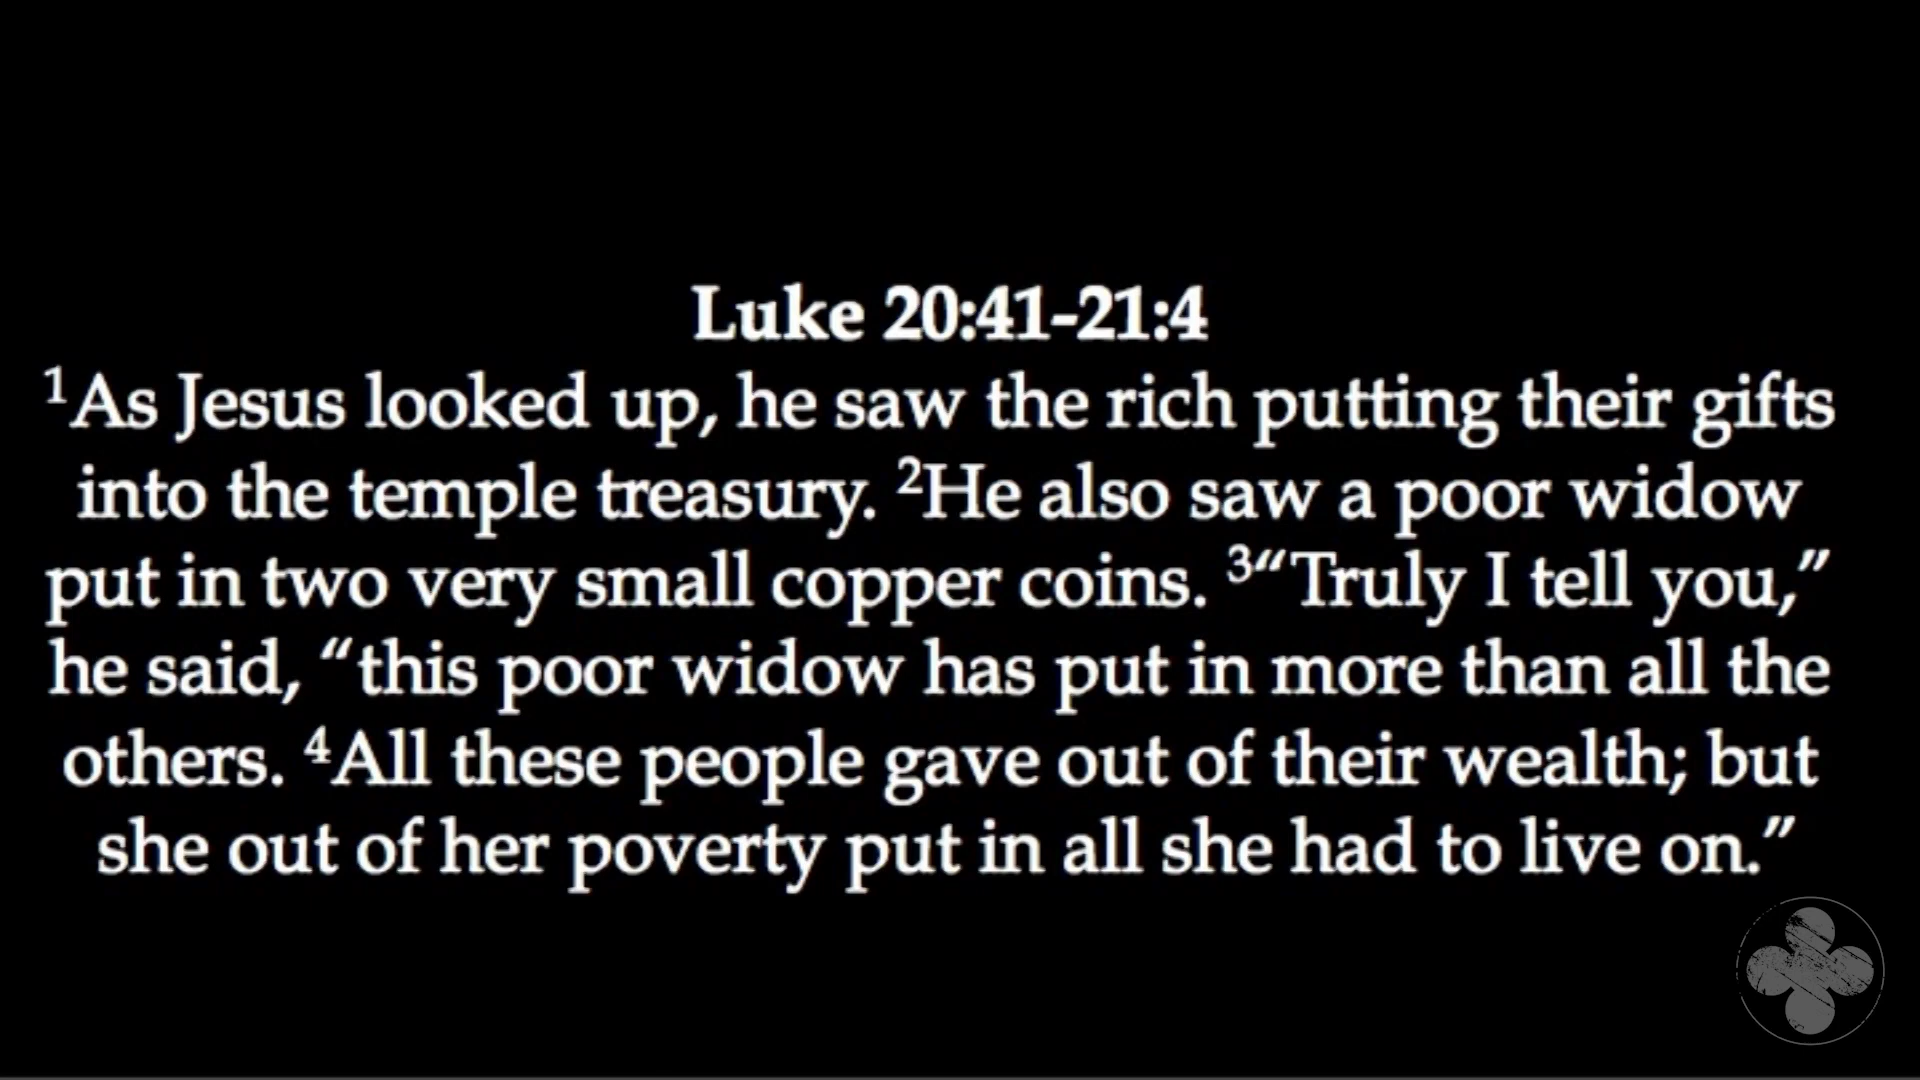 Luke 20:41-21:4
¹As Jesus looked up, he saw the rich putting their gifts
into the temple treasury. ²He also saw a poor widow
put in two very small copper coins. ³“Truly I tell you,”
he said, “this poor widow has put in more than all the
others. ⁴All these people gave out of their wealth; but
she out of her poverty put in all she had to live on.”